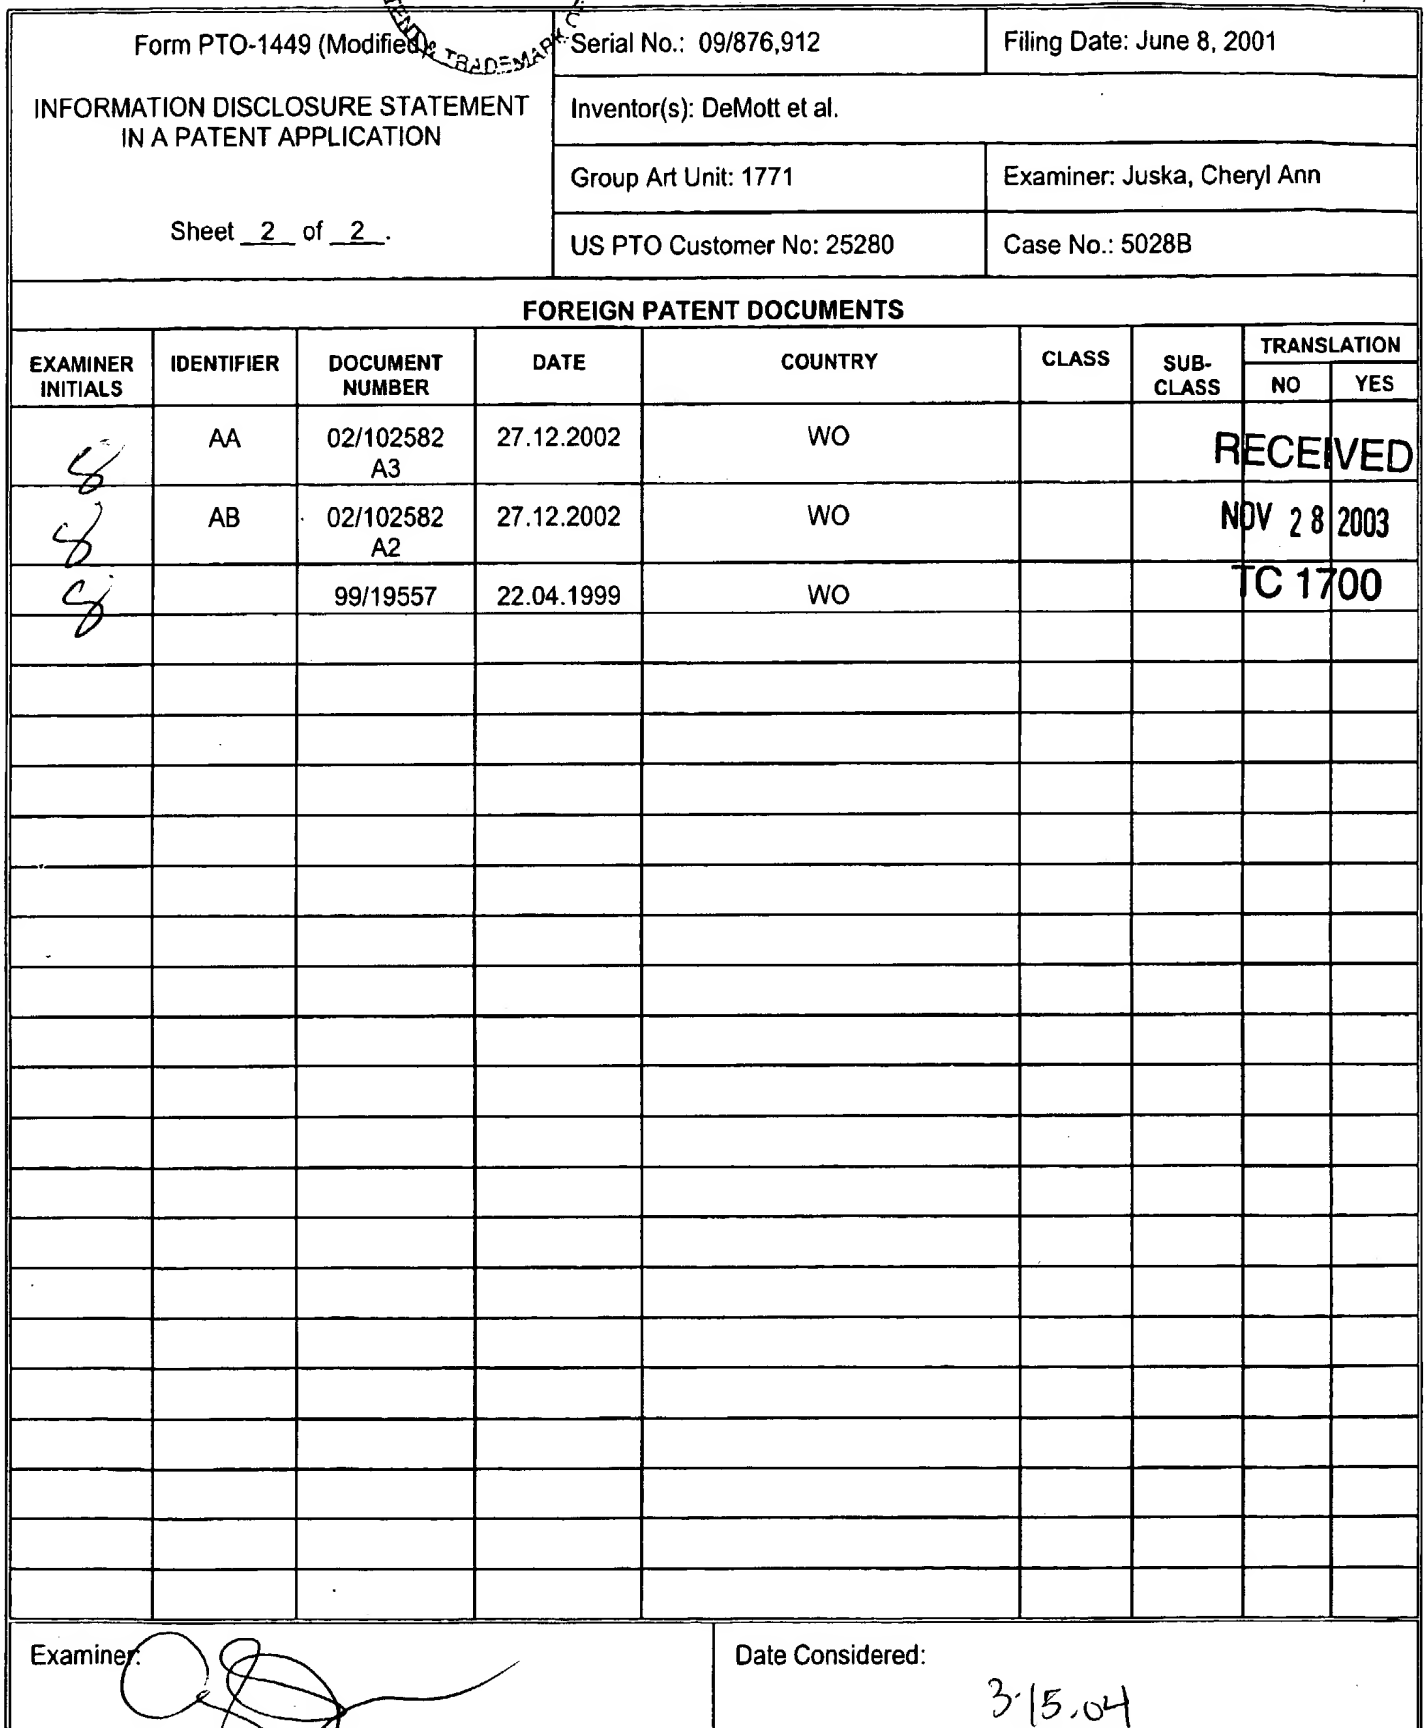 Form PTO-1449 (Modified)
TRADEMARK
Serial No.: 09/876,912
Filing Date: June 8, 2001
INFORMATION DISCLOSURE STATEMENT
IN A PATENT APPLICATION
Inventor(s): DeMott et al.
Group Art Unit: 1771
Examiner: Juska, Cheryl Ann
Sheet 2 of 2.
US PTO Customer No: 25280
Case No.: 5028B
FOREIGN PATENT DOCUMENTS
EXAMINER INITIALS
IDENTIFIER
DOCUMENT NUMBER
DATE
COUNTRY
CLASS
SUB-CLASS
TRANSLATION
NO
YES
AA 02/102582 27.12.2002 WO
A3
RECEIVED
AB 02/102582 27.12.2002 WO
A2
NOV 28 2003
99/19557 22.04.1999 WO
TC 1700
Examiner:
Date Considered:
3.15.04